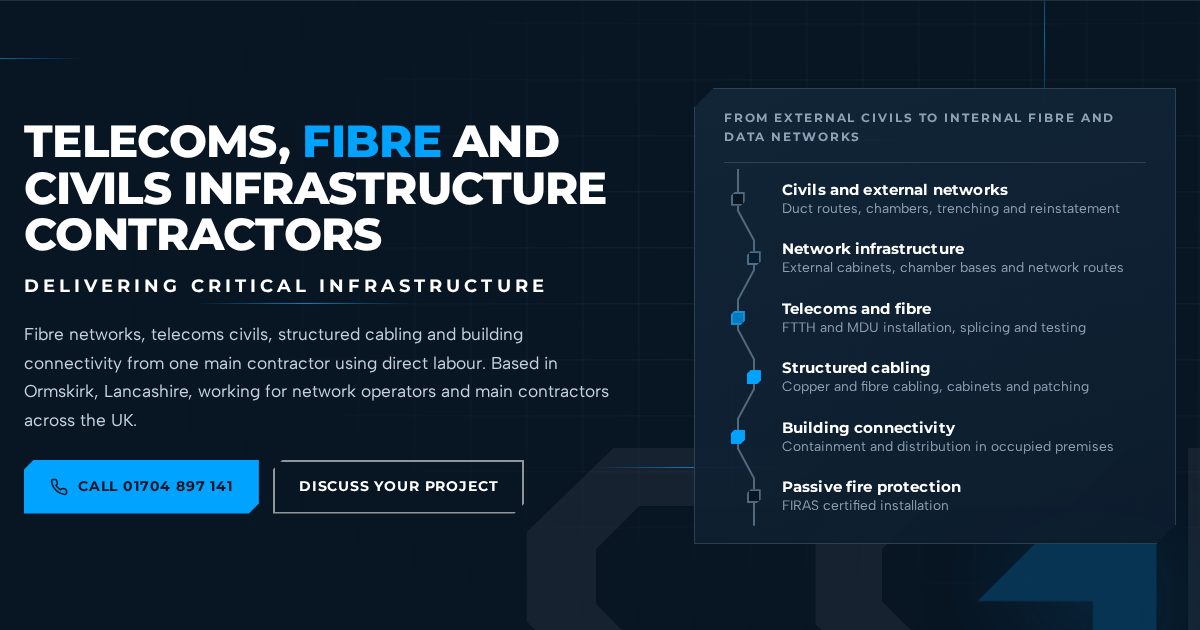 TELECOMS, FIBRE AND
CIVILS INFRASTRUCTURE
CONTRACTORS
DELIVERING CRITICAL INFRASTRUCTURE
Fibre networks, telecoms civils, structured cabling and building
connectivity from one main contractor using direct labour. Based in
Ormskirk, Lancashire, working for network operators and main contractors
across the UK.
CALL 01704 897 141
DISCUSS YOUR PROJECT
FROM EXTERNAL CIVILS TO INTERNAL FIBRE AND
DATA NETWORKS
Civils and external networks
Duct routes, chambers, trenching and reinstatement
Network infrastructure
External cabinets, chamber bases and network routes
Telecoms and fibre
FTTH and MDU installation, splicing and testing
Structured cabling
Copper and fibre cabling, cabinets and patching
Building connectivity
Containment and distribution in occupied premises
Passive fire protection
FIRAS certified installation